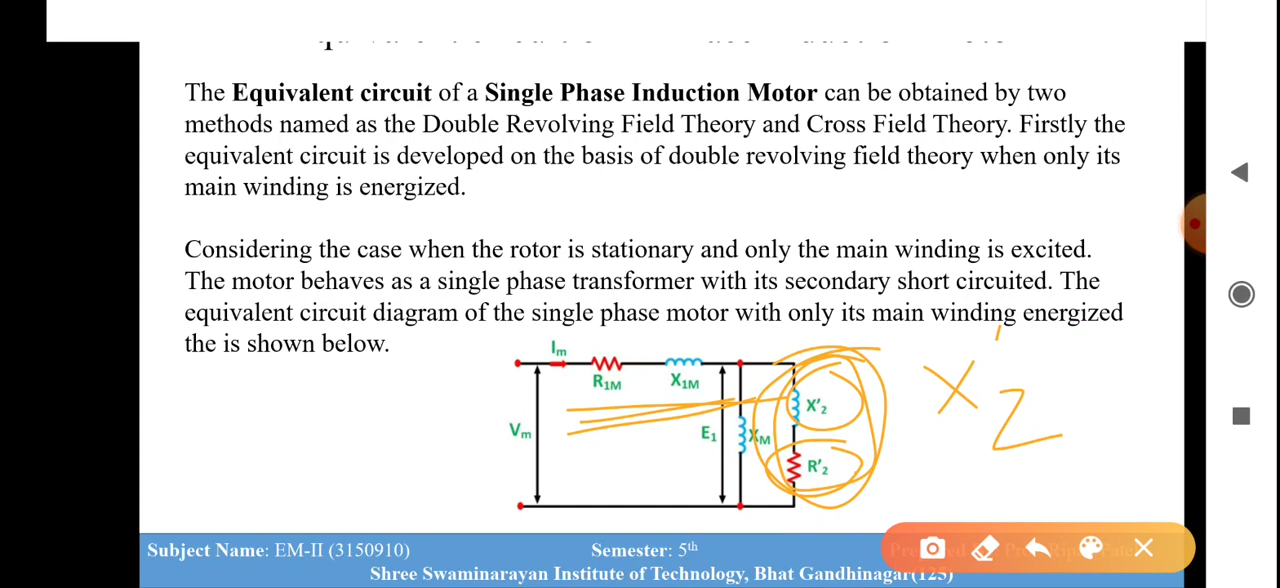 The Equivalent circuit of a Single Phase Induction Motor can be obtained by two
methods named as the Double Revolving Field Theory and Cross Field Theory. Firstly the
equivalent circuit is developed on the basis of double revolving field theory when only its
main winding is energized.
Considering the case when the rotor is stationary and only the main winding is excited.
The motor behaves as a single phase transformer with its secondary short circuited. The
equivalent circuit diagram of the single phase motor with only its main winding energized
the is shown below.
Im
R1M
X1M
X'2
Vm
E1
XM
R'2
X'2
Subject Name: EM-II (3150910)
Semester: 5th
Shree Swaminarayan Institute of Technology, Bhat Gandhinagar(125)